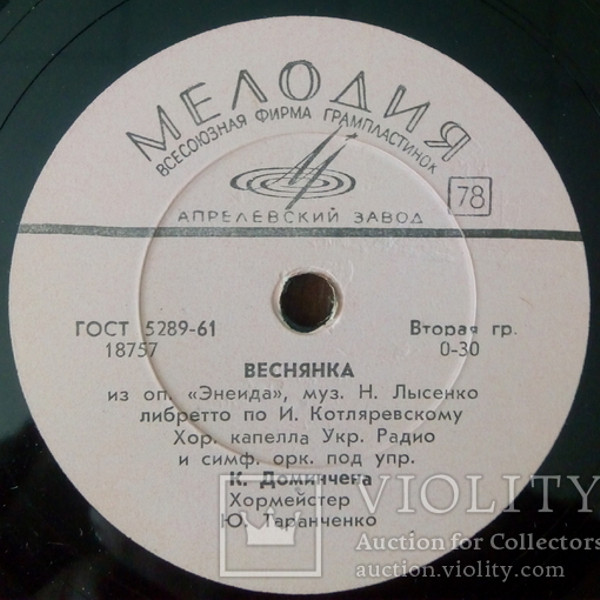 МЕЛОДИЯ
ВСЕСОЮЗНАЯ ФИРМА ГРАМПЛАСТИНОК
78
АПРЕЛЕВСКИЙ ЗАВОД
ГОСТ 5289-61 Вторая гр.
18757 0-30
ВЕСНЯНКА
из оп. «Энеида», муз. Н. Лысенко
либретто по И. Котляревскому
Хор. капелла Укр. Радио
и симф. орк. под упр.
К. Доминчена
Хормейстер
Ю. Таранченко
VIOLITY
Auction for Collectors
auction.violity.com